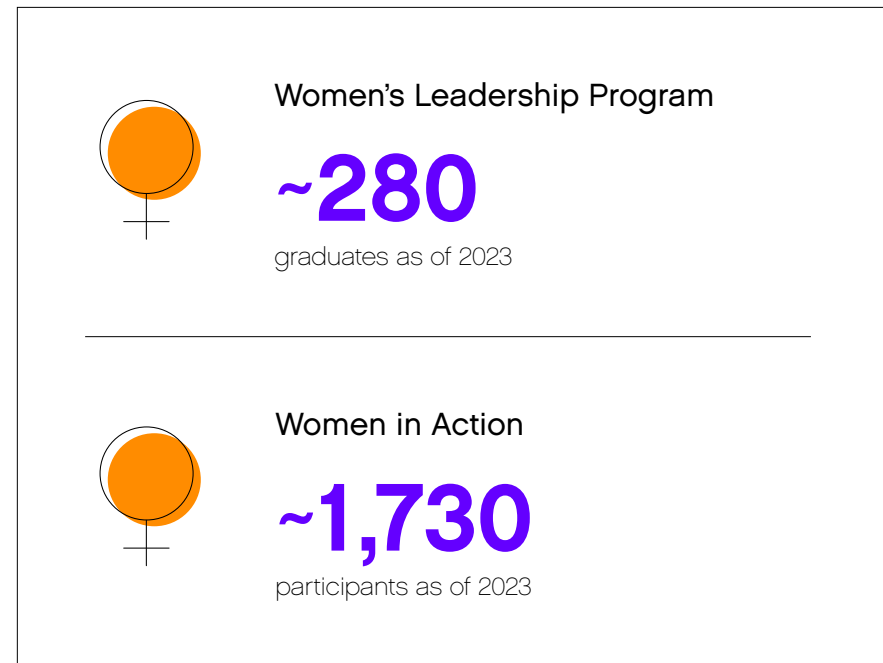 Women’s Leadership Program
~280
graduates as of 2023
Women in Action
~1,730
participants as of 2023